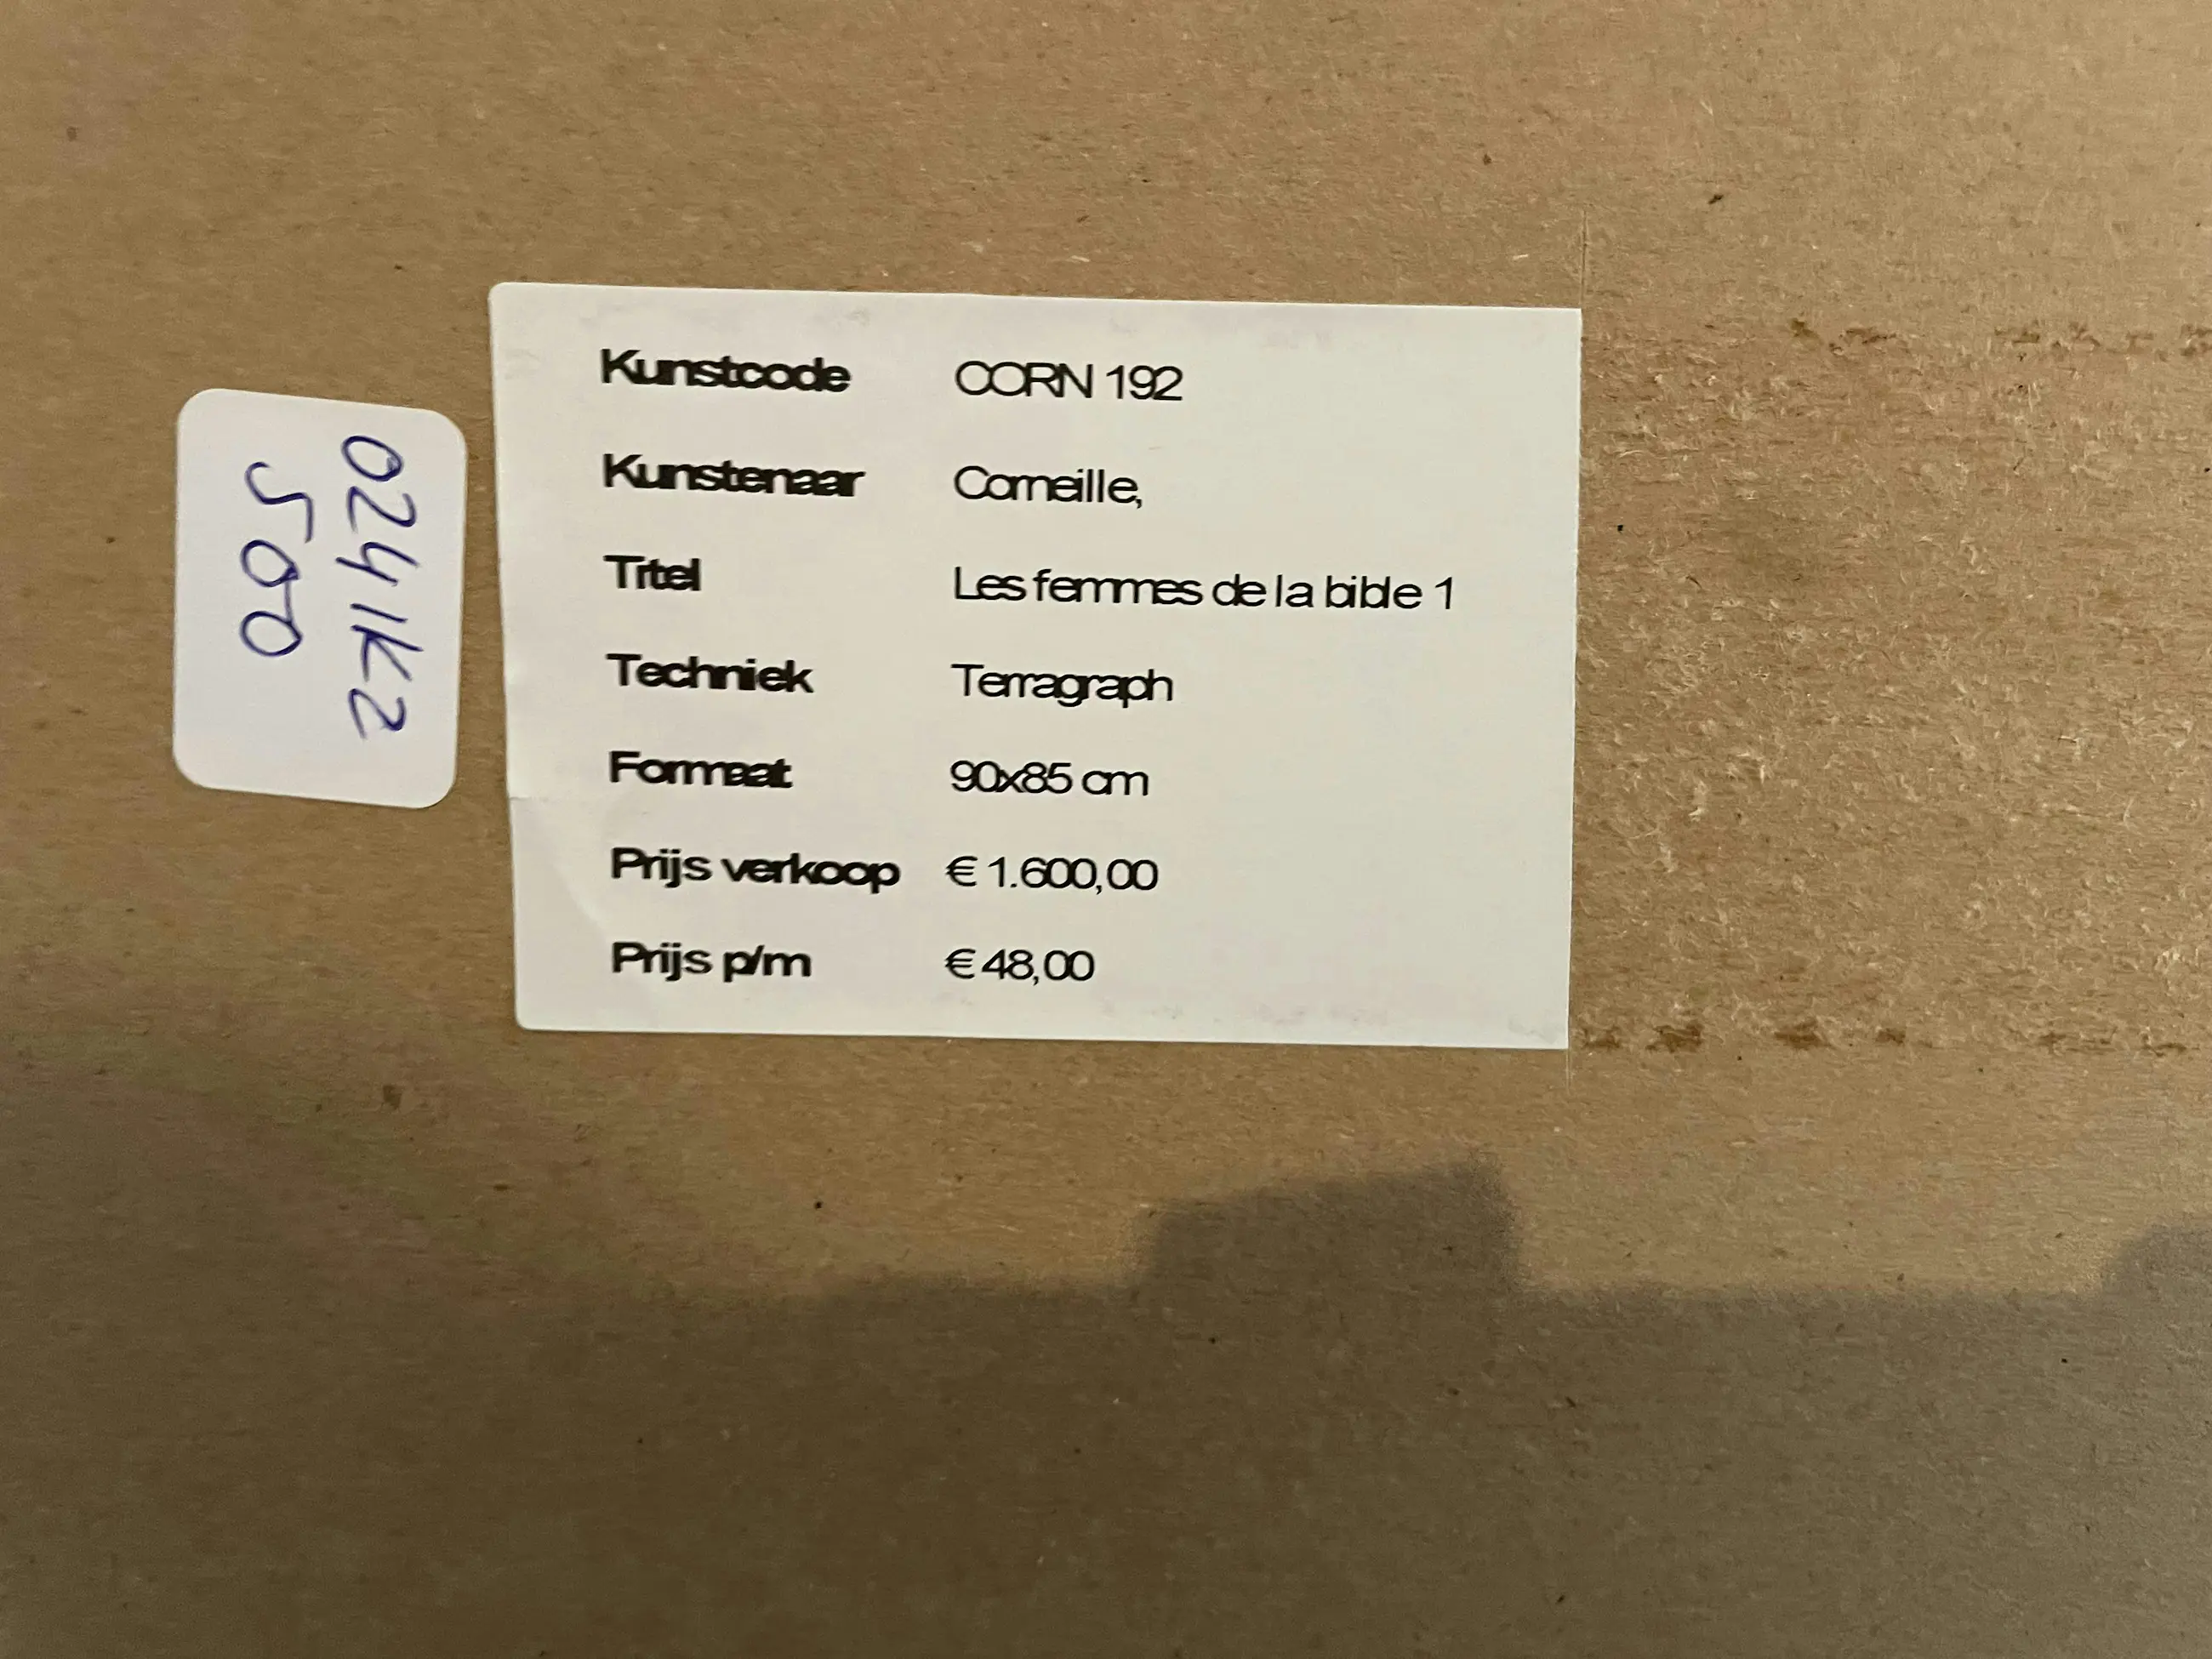 Kunstcode CORN 192
Kunstenaar Corneille,
Titel Les femmes de la bible 1
Techniek Terragraph
Formaat 90x85 cm
Prijs verkoop € 1.600,00
Prijs p/m € 48,00
0241K2
500